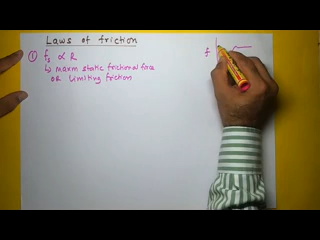 Laws of friction
① fs ∝ R
↳ maxm static frictional force
OR limiting friction
f